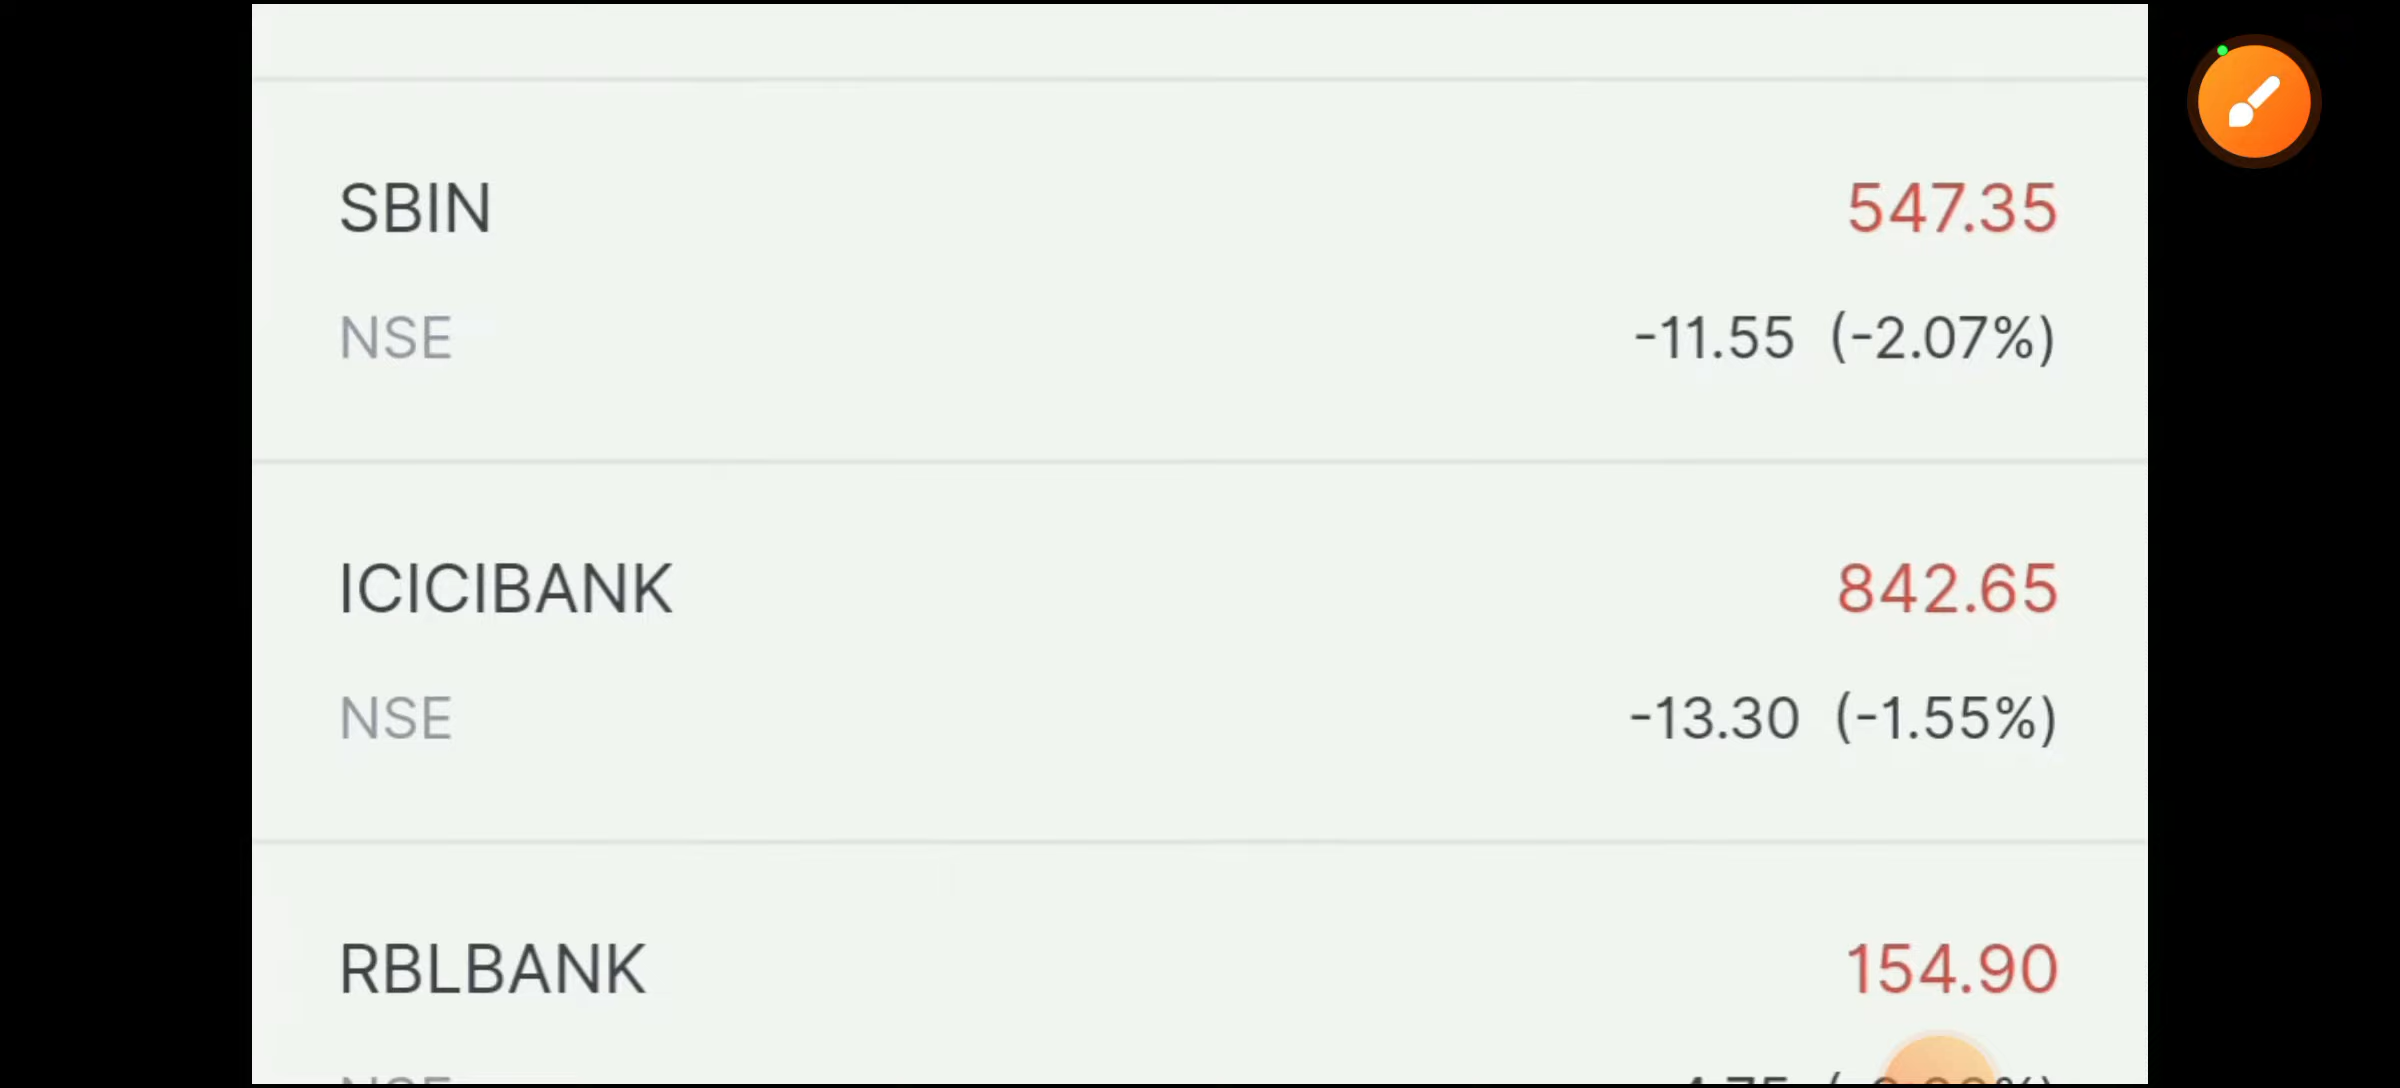 SBIN 547.35
NSE -11.55 (-2.07%)
ICICIBANK 842.65
NSE -13.30 (-1.55%)
RBLBANK 154.90
NSE